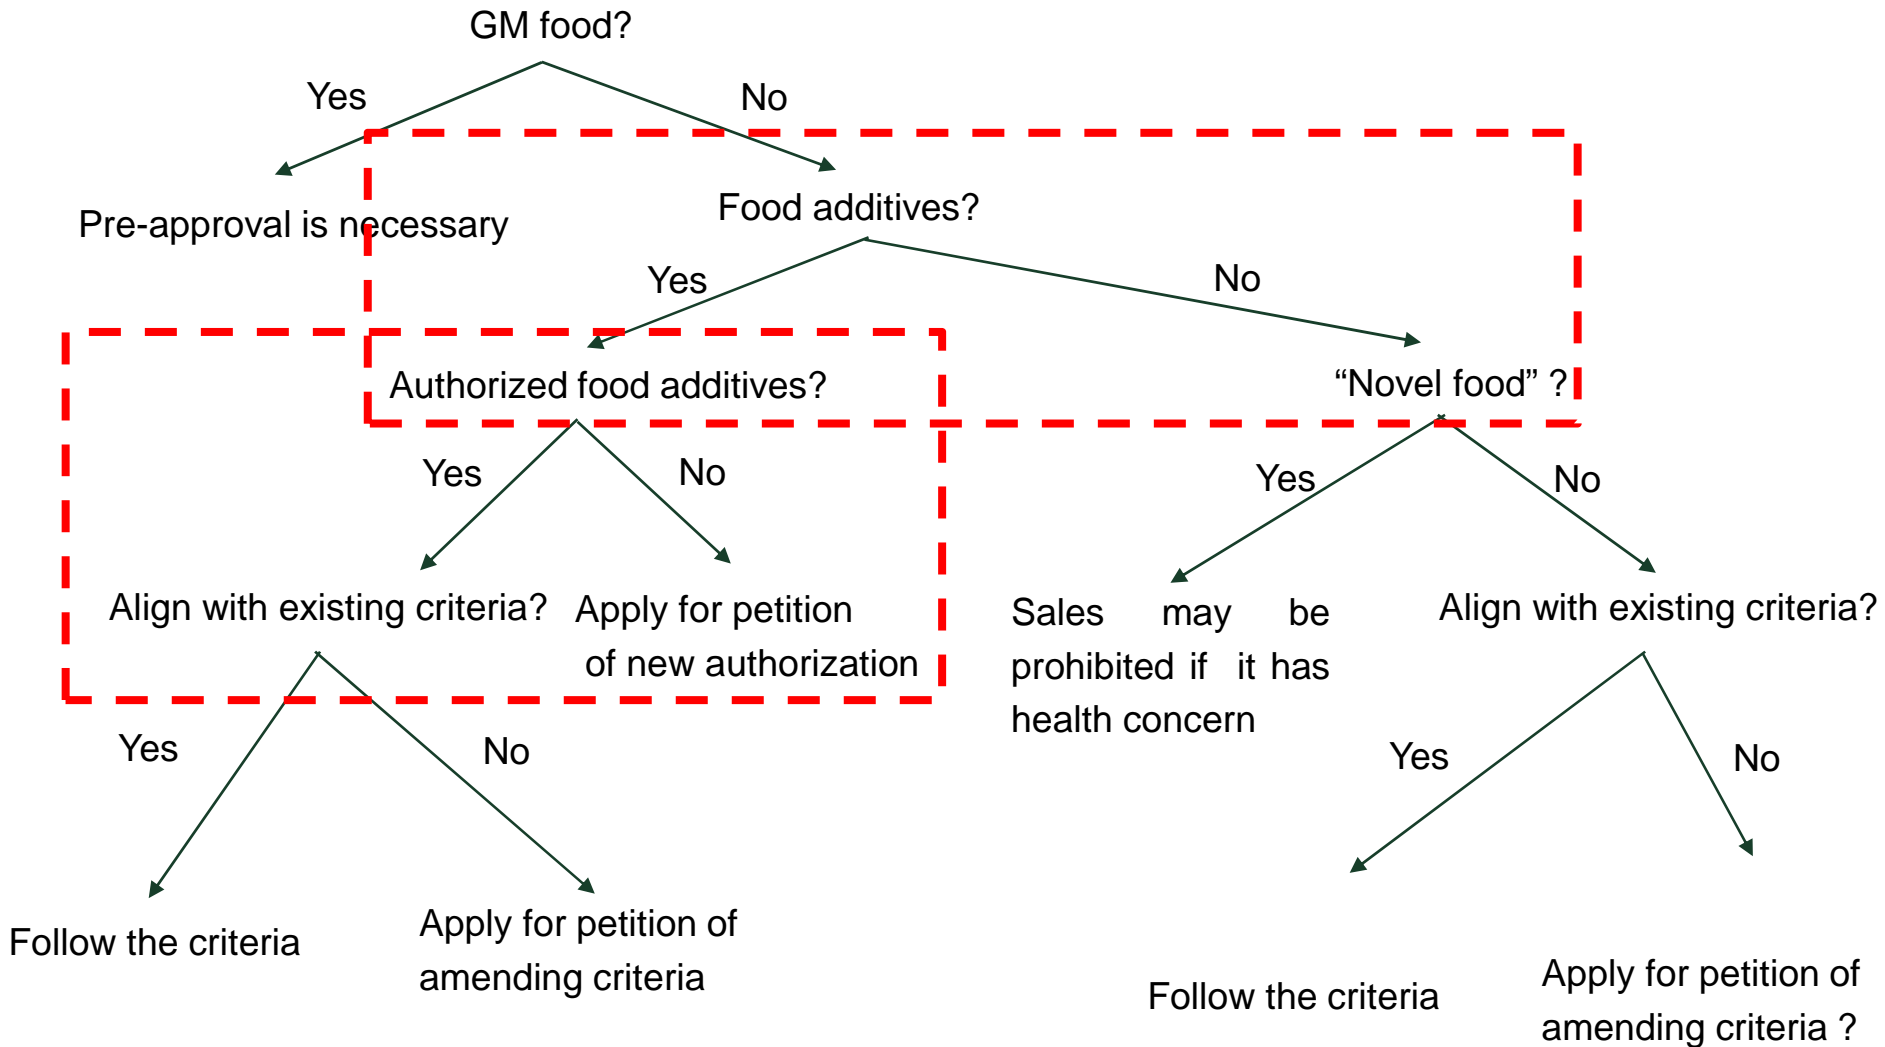 GM food?
Yes
No
Pre-approval is necessary
Food additives?
Yes
No
Authorized food additives?
“Novel food” ?
Yes
No
Yes
No
Align with existing criteria?
Apply for petition
of new authorization
Sales may be
prohibited if it has
health concern
Align with existing criteria?
Yes
No
Yes
No
Follow the criteria
Apply for petition of
amending criteria
Follow the criteria
Apply for petition of
amending criteria ?